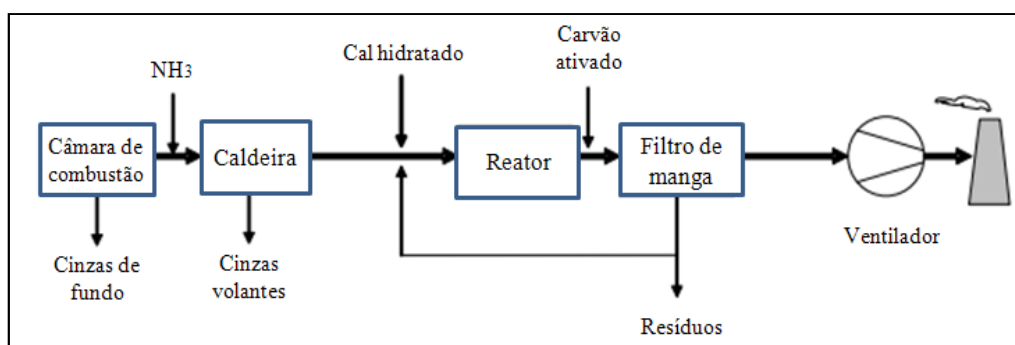 NH3
Cal hidratado
Carvão
ativado
Câmara de
combustão
Caldeira
Reator
Filtro de
manga
Ventilador
Cinzas de
fundo
Cinzas
volantes
Resíduos